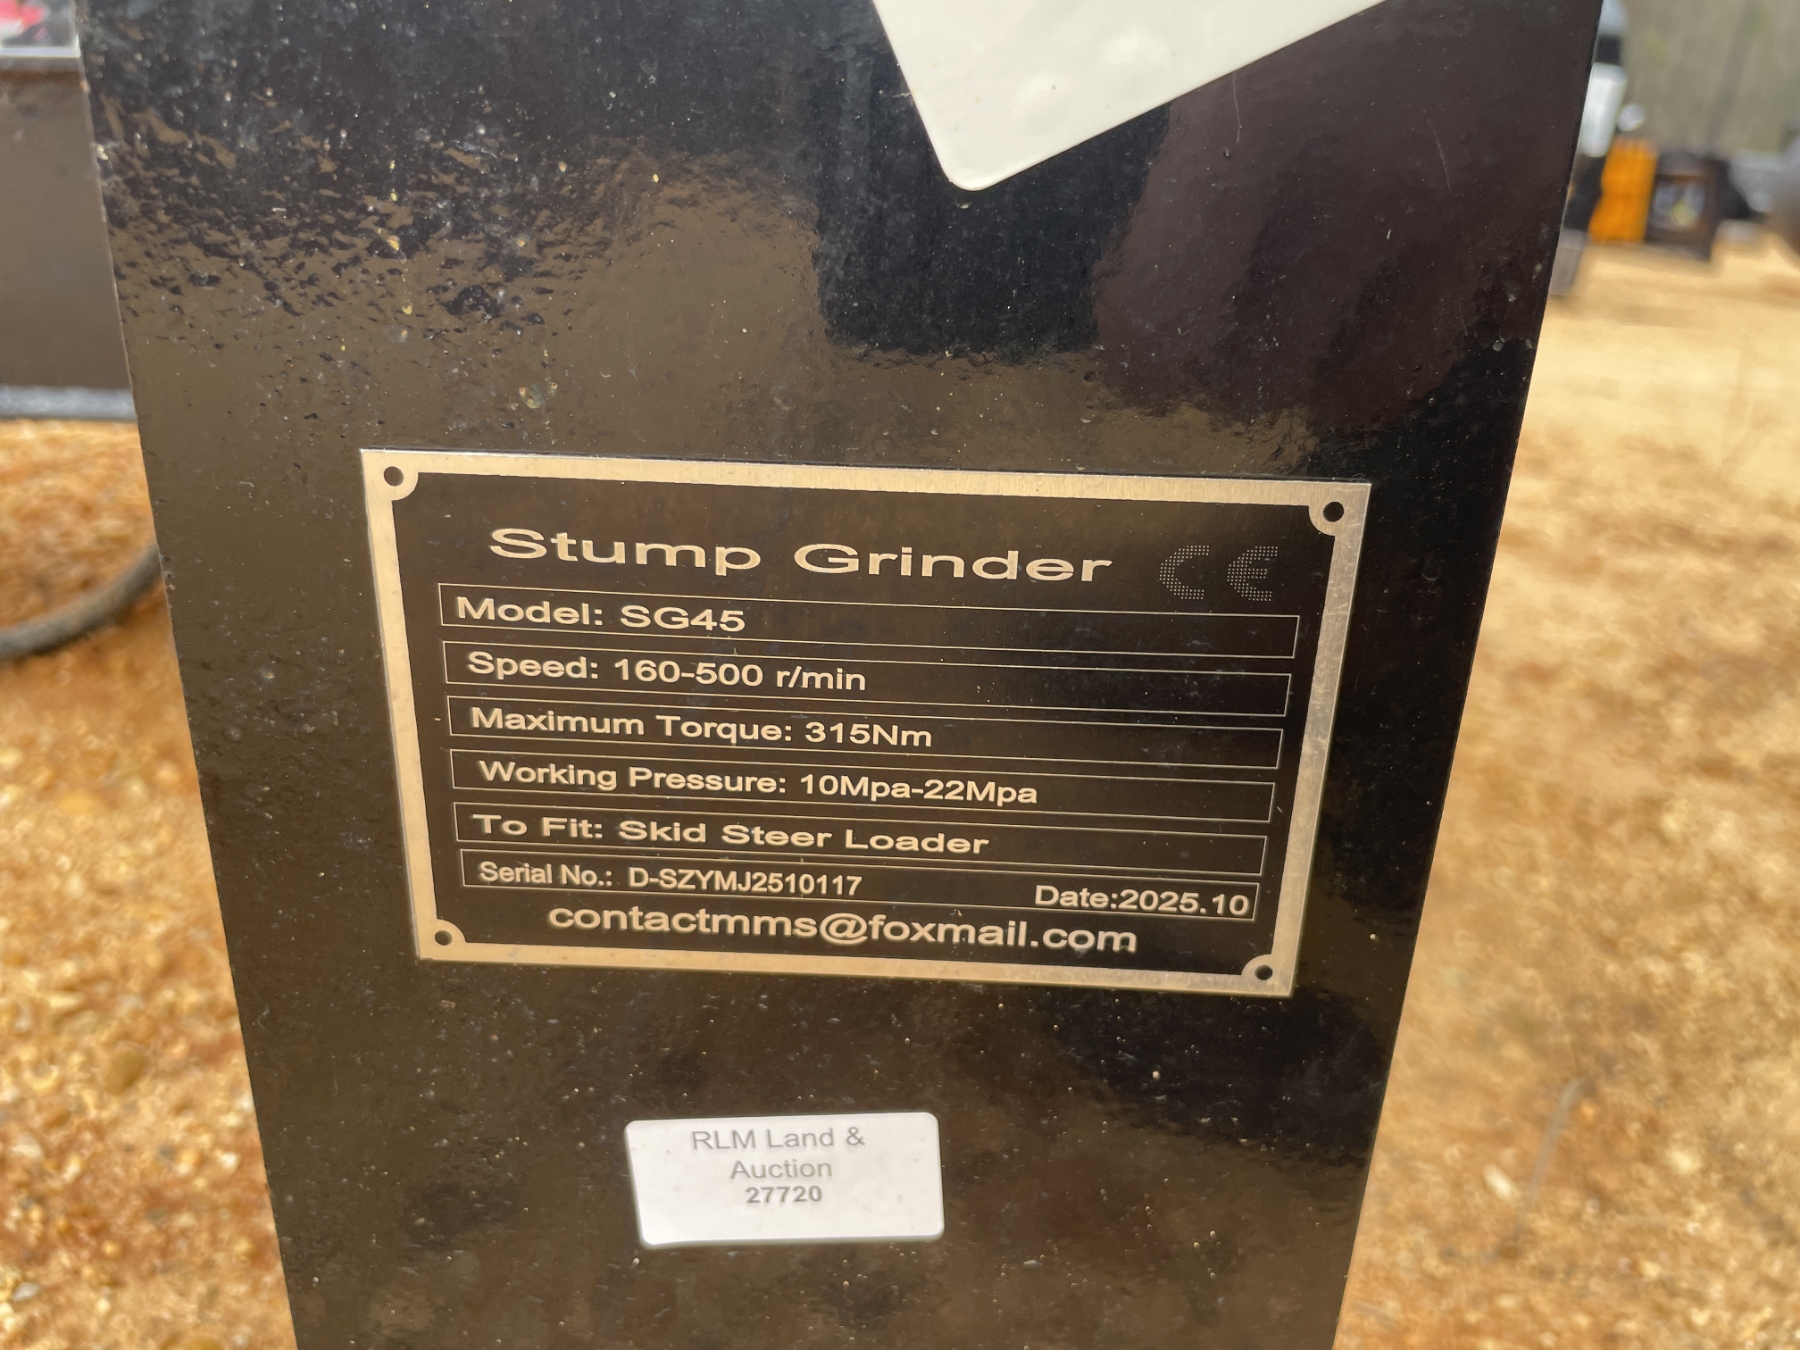 Stump Grinder CE
Model: SG45
Speed: 160-500 r/min
Maximum Torque: 315Nm
Working Pressure: 10Mpa-22Mpa
To Fit: Skid Steer Loader
Serial No.: D-SZYMJ2510117 Date:2025.10
contactmms@foxmail.com
RLM Land &
Auction
27720